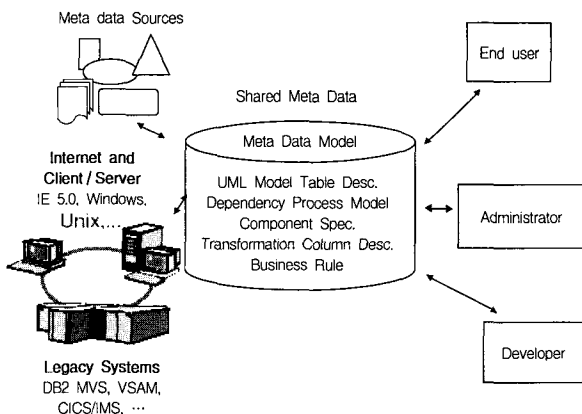 Meta data Sources
End user
Shared Meta Data
Meta Data Model
Internet and
Client / Server
IE 5.0, Windows,
Unix,...
UML Model Table Desc.
Dependency Process Model
Component Spec.
Transformation Column Desc.
Business Rule
Administrator
Developer
Legacy Systems
DB2 MVS, VSAM,
CICS/IMS, ...